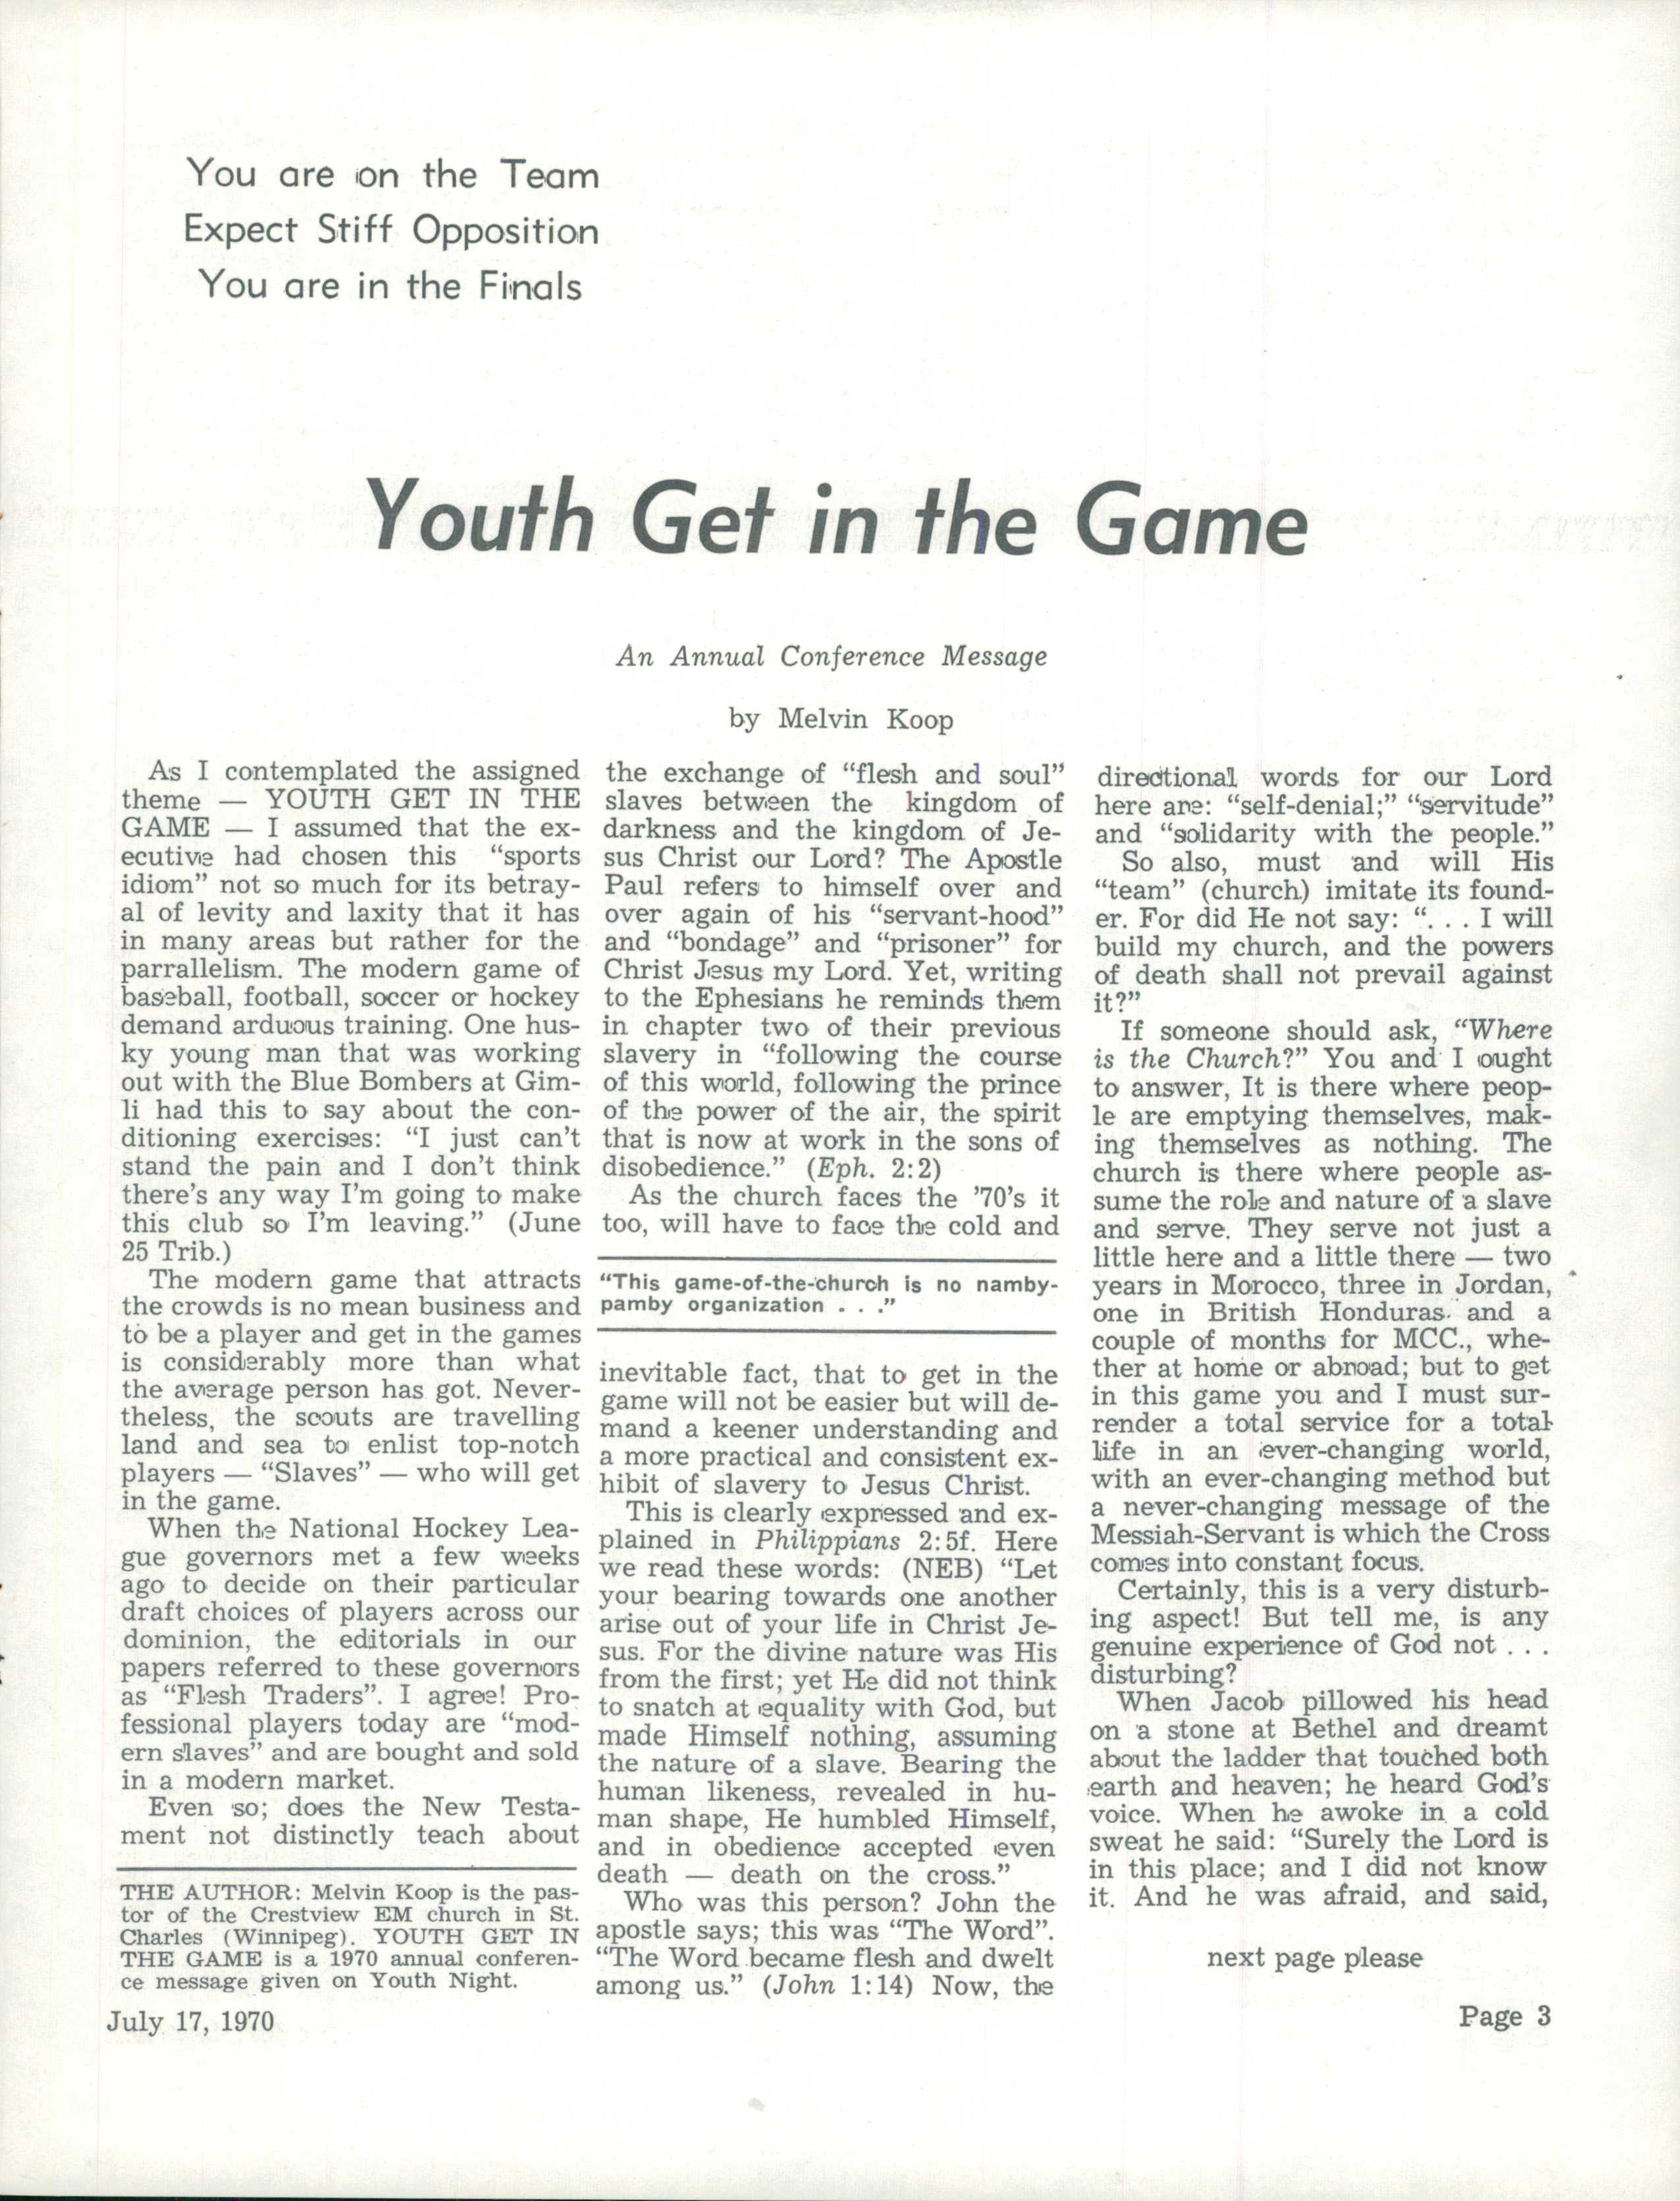 You are on the Team
Expect Stiff Opposition
You are in the Finals
Youth Get in the Game
An Annual Conference Message
by Melvin Koop
As I contemplated the assigned
theme — YOUTH GET IN THE
GAME — I assumed that the ex-
ecutive had chosen this “sports
idiom” not so much for its betray-
al of levity and laxity that it has
in many areas but rather for the
parrallelism. The modern game of
baseball, football, soccer or hockey
demand arduous training. One hus-
ky young man that was working
out with the Blue Bombers at Gim-
li had this to say about the con-
ditioning exercises: “I just can’t
stand the pain and I don’t think
there’s any way I’m going to make
this club so I’m leaving.” (June
25 Trib.)
The modern game that attracts
the crowds is no mean business and
to be a player and get in the games
is considerably more than what
the average person has got. Never-
theless, the scouts are travelling
land and sea to enlist top-notch
players — “Slaves” — who will get
in the game.
When the National Hockey Lea-
gue governors met a few weeks
ago to decide on their particular
draft choices of players across our
dominion, the editorials in our
papers referred to these governors
as “Flesh Traders”. I agree! Pro-
fessional players today are “mod-
ern slaves” and are bought and sold
in a modern market.
Even so; does the New Testa-
ment not distinctly teach about
THE AUTHOR: Melvin Koop is the pas-
tor of the Crestview EM church in St.
Charles (Winnipeg). YOUTH GET IN
THE GAME is a 1970 annual conferen-
ce message given on Youth Night.
the exchange of “flesh and soul”
slaves between the kingdom of
darkness and the kingdom of Je-
sus Christ our Lord? The Apostle
Paul refers to himself over and
over again of his “servant-hood”
and “bondage” and “prisoner” for
Christ Jesus my Lord. Yet, writing
to the Ephesians he reminds them
in chapter two of their previous
slavery in “following the course
of this world, following the prince
of the power of the air, the spirit
that is now at work in the sons of
disobedience.” (Eph. 2:2)
As the church faces the ’70’s it
too, will have to face the cold and
“This game-of-the-church is no namby-
pamby organization . . .”
inevitable fact, that to get in the
game will not be easier but will de-
mand a keener understanding and
a more practical and consistent ex-
hibit of slavery to Jesus Christ.
This is clearly expressed and ex-
plained in Philippians 2:5f. Here
we read these words: (NEB) “Let
your bearing towards one another
arise out of your life in Christ Je-
sus. For the divine nature was His
from the first; yet He did not think
to snatch at equality with God, but
made Himself nothing, assuming
the nature of a slave. Bearing the
human likeness, revealed in hu-
man shape, He humbled Himself,
and in obedience accepted even
death — death on the cross.”
Who was this person? John the
apostle says; this was “The Word”.
“The Word became flesh and dwelt
among us.” (John 1:14) Now, the
directional words for our Lord
here are: “self-denial;” “servitude”
and “solidarity with the people.”
So also, must and will His
“team” (church) imitate its found-
er. For did He not say: “. . . I will
build my church, and the powers
of death shall not prevail against
it?”
If someone should ask, “Where
is the Church?” You and I ought
to answer, It is there where peop-
le are emptying themselves, mak-
ing themselves as nothing. The
church is there where people as-
sume the role and nature of a slave
and serve. They serve not just a
little here and a little there — two
years in Morocco, three in Jordan,
one in British Honduras. and a
couple of months for MCC., whe-
ther at home or abroad; but to get
in this game you and I must sur-
render a total service for a total
life in an ever-changing world,
with an ever-changing method but
a never-changing message of the
Messiah-Servant is which the Cross
comes into constant focus.
Certainly, this is a very disturb-
ing aspect! But tell me, is any
genuine experience of God not . . .
disturbing?
When Jacob pillowed his head
on a stone at Bethel and dreamt
about the ladder that touched both
earth and heaven; he heard God’s
voice. When he awoke in a cold
sweat he said: “Surely the Lord is
in this place; and I did not know
it. And he was afraid, and said,
next page please
July 17, 1970
Page 3